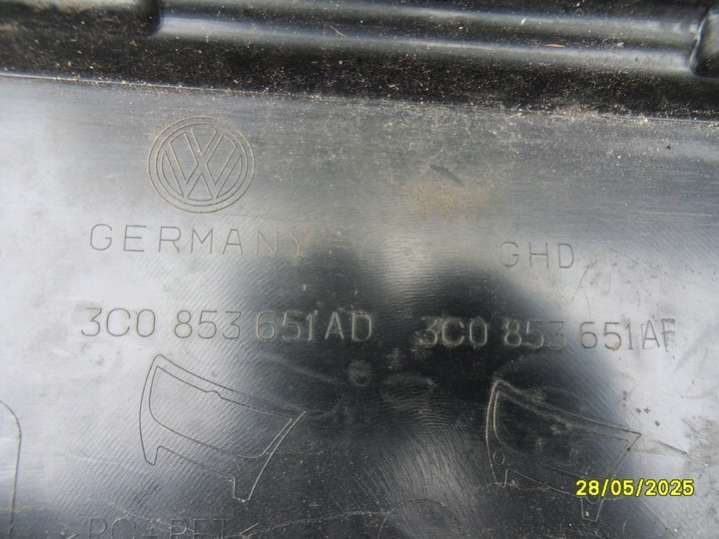 GERMANY
GHD
3C0 853 651AD
3C0 853 651AF
28/05/2025